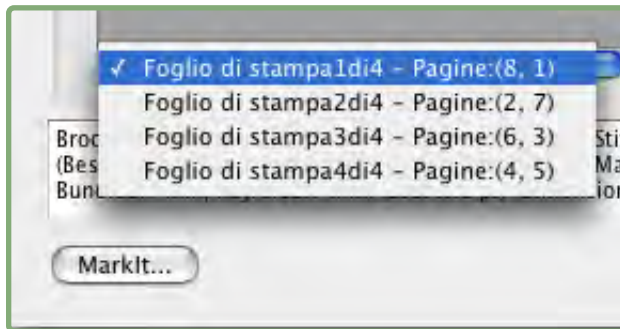 ✓ Foglio di stampa1di4 – Pagine:(8, 1)
Foglio di stampa2di4 – Pagine:(2, 7)
Foglio di stampa3di4 – Pagine:(6, 3)
Foglio di stampa4di4 – Pagine:(4, 5)
MarkIt...